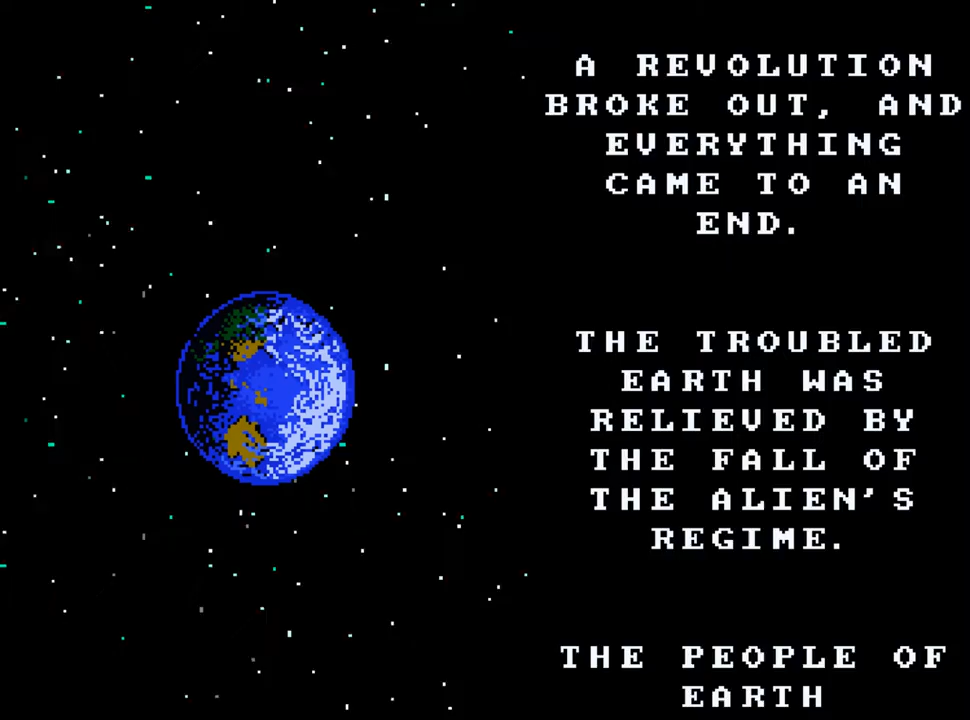 A REVOLUTION
BROKE OUT, AND
EVERYTHING
CAME TO AN
END.
THE TROUBLED
EARTH WAS
RELIEVED BY
THE FALL OF
THE ALIEN'S
REGIME.
THE PEOPLE OF
EARTH